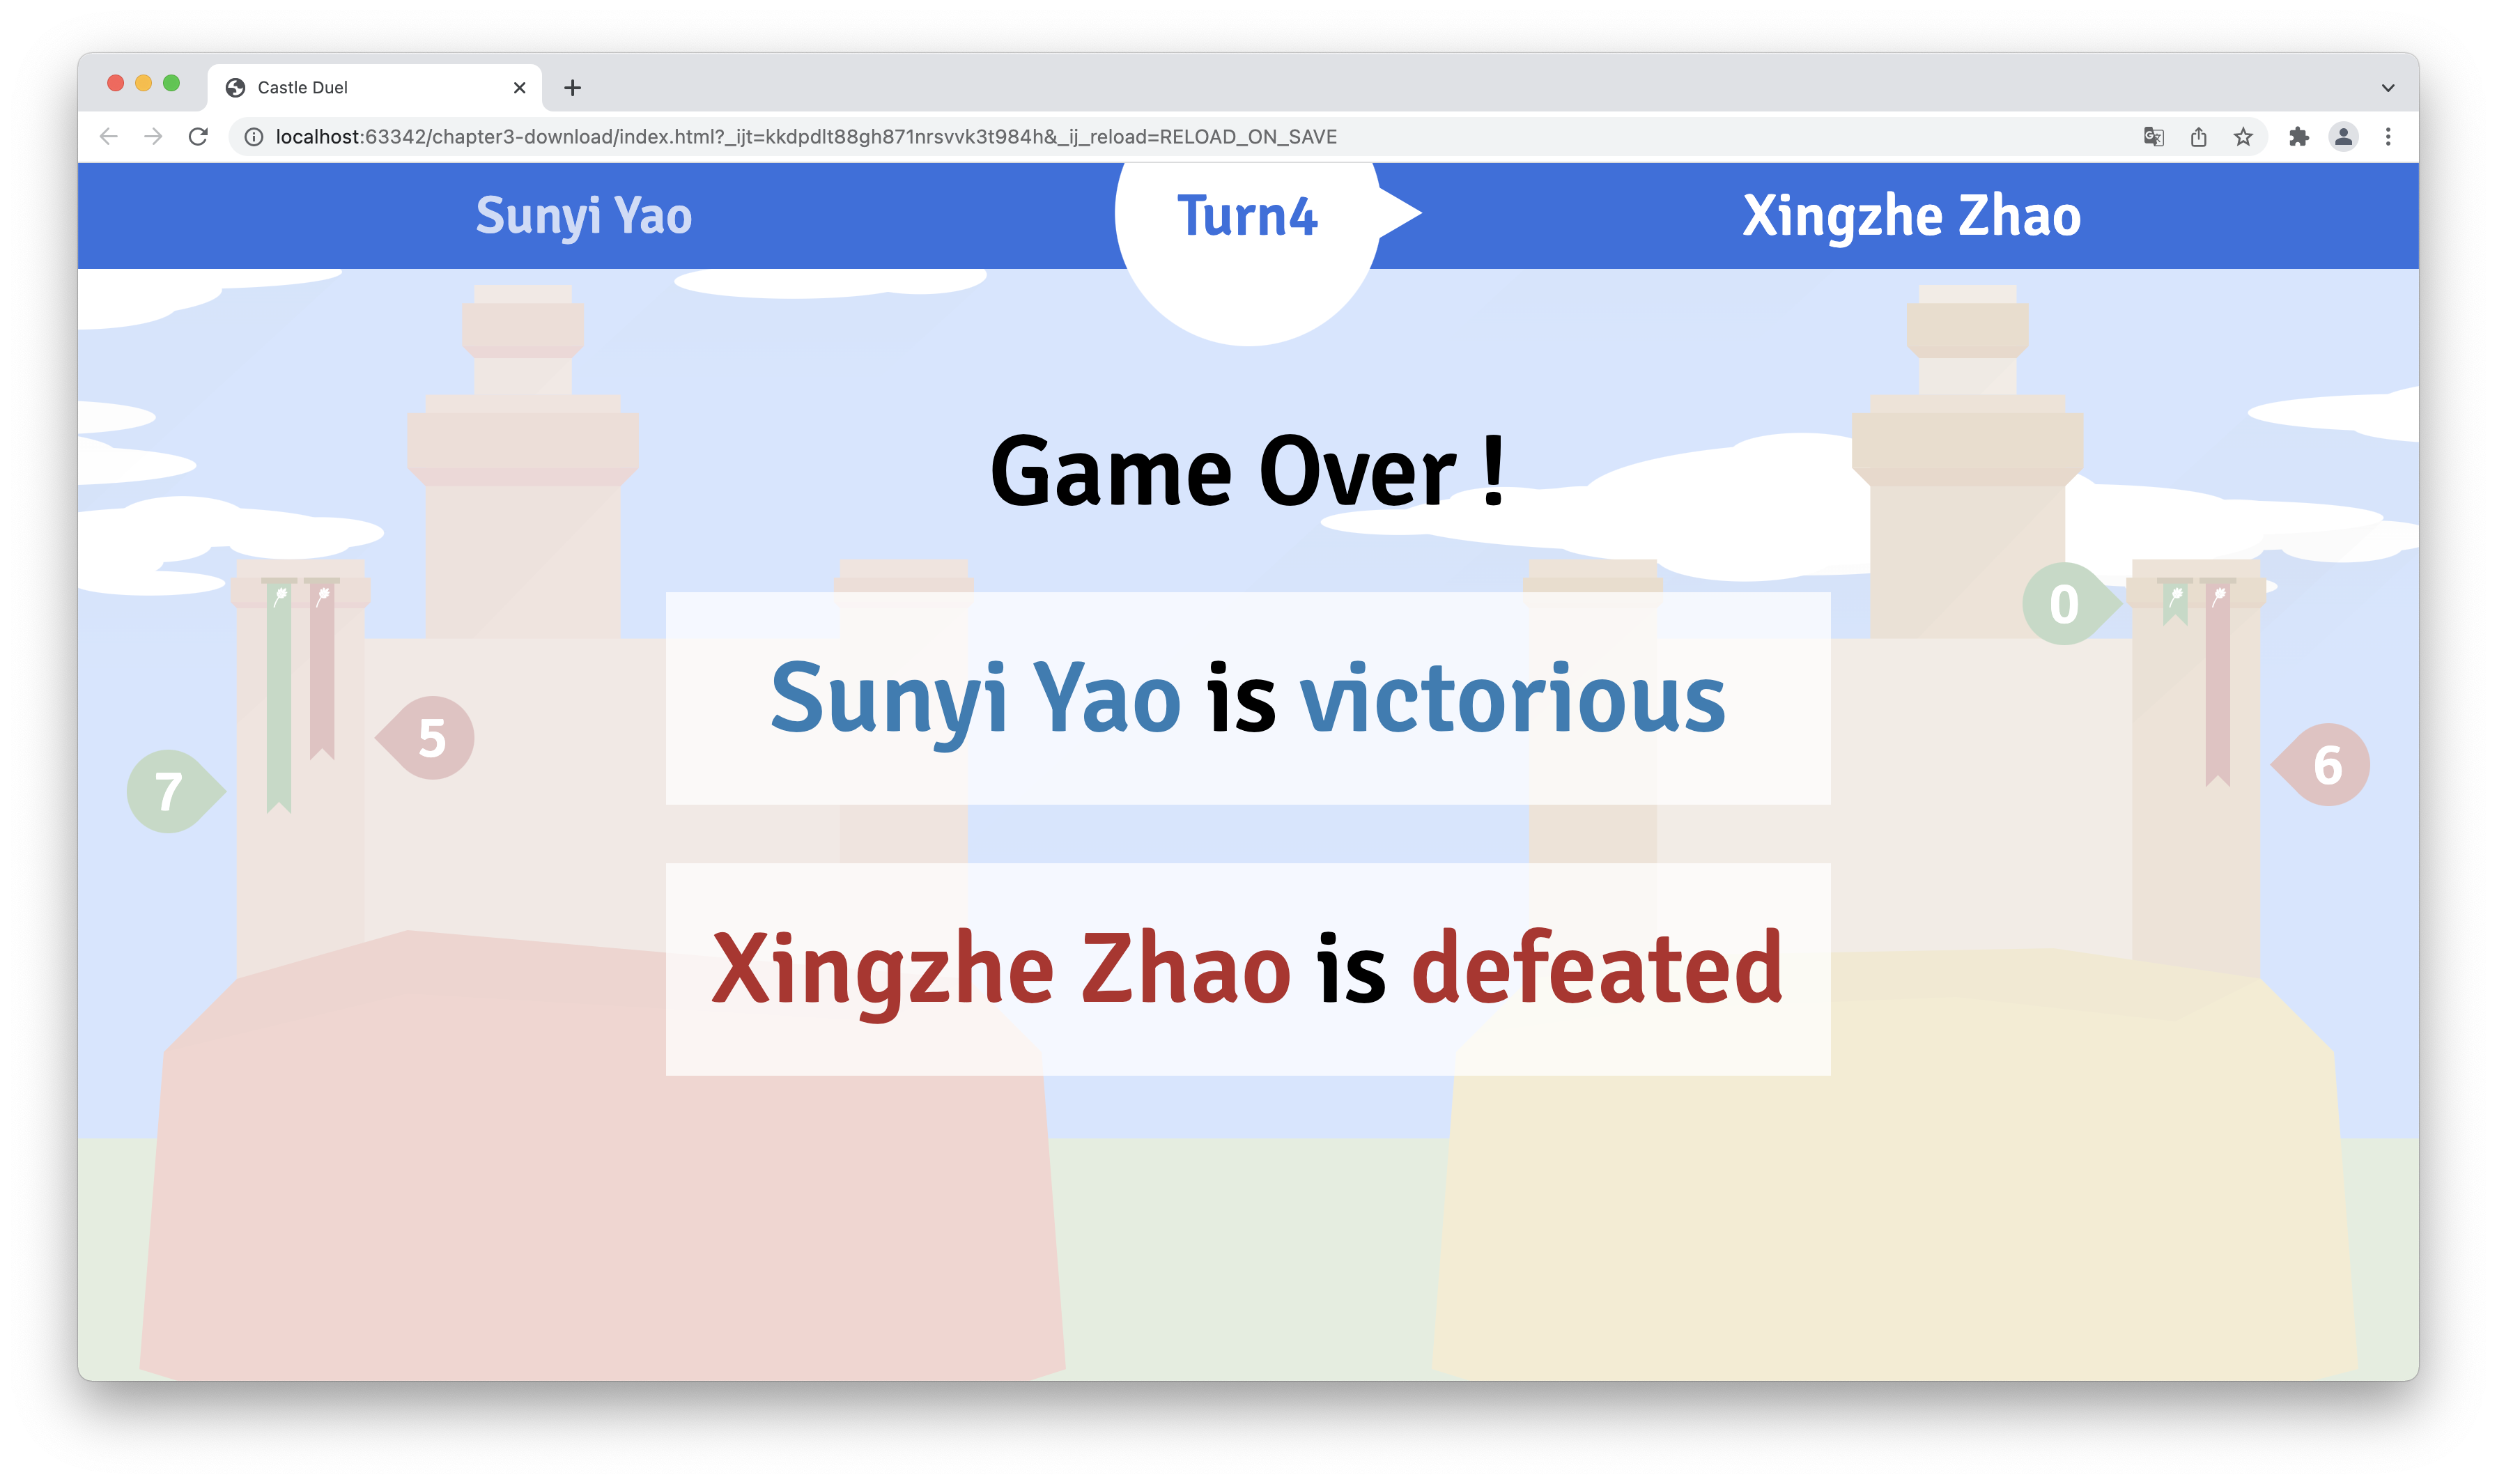 Castle Duel
localhost:63342/chapter3-download/index.html?_ijt=kkdpdlt88gh871nrsvvk3t984h&_ij_reload=RELOAD_ON_SAVE
Sunyi Yao
Turn4
Xingzhe Zhao
Game Over !
0
Sunyi Yao is victorious
5
6
7
Xingzhe Zhao is defeated